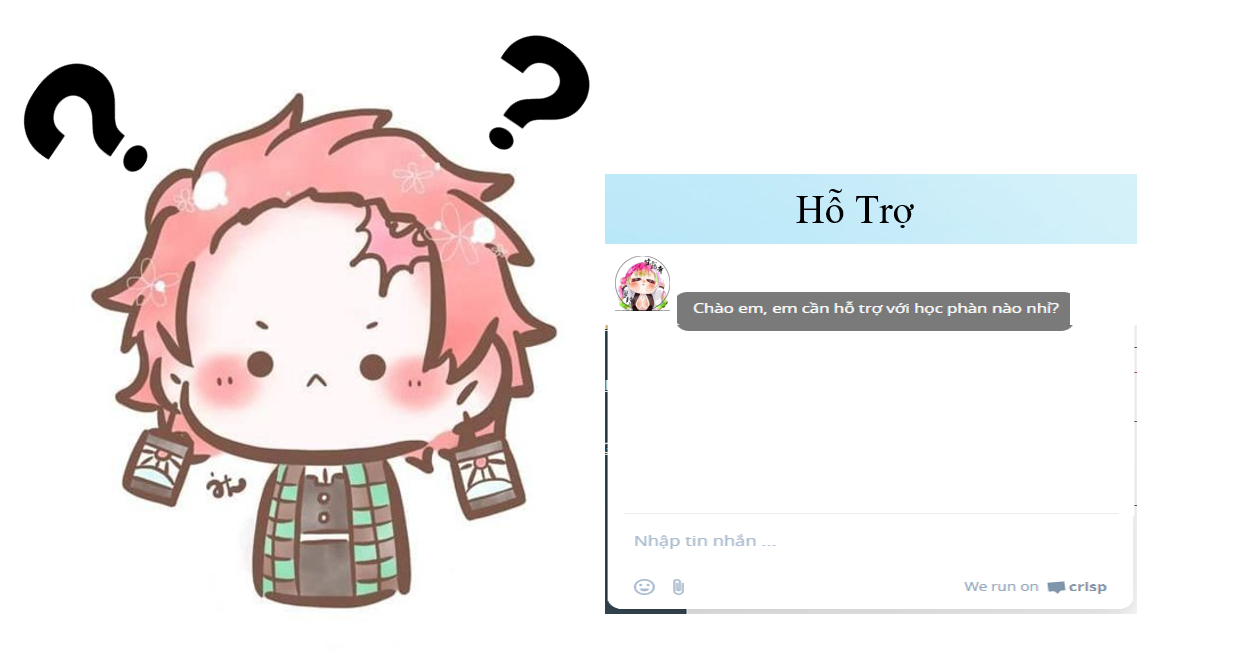 ? ?
Hỗ Trợ
Chào em, em cần hỗ trợ với học phần nào nhỉ?
Nhập tin nhắn ...
We run on crisp